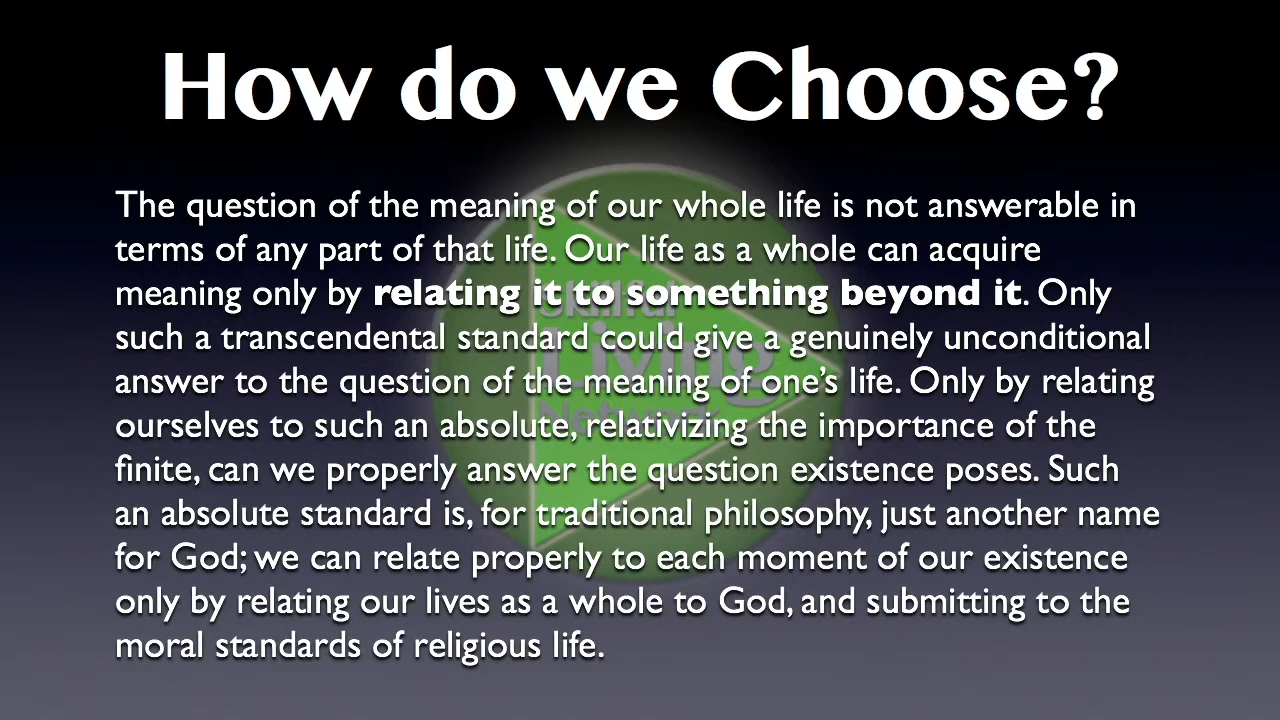 How do we Choose?
The question of the meaning of our whole life is not answerable in
terms of any part of that life. Our life as a whole can acquire
meaning only by relating it to something beyond it. Only
such a transcendental standard could give a genuinely unconditional
answer to the question of the meaning of one's life. Only by relating
ourselves to such an absolute, relativizing the importance of the
finite, can we properly answer the question existence poses. Such
an absolute standard is, for traditional philosophy, just another name
for God; we can relate properly to each moment of our existence
only by relating our lives as a whole to God, and submitting to the
moral standards of religious life.
Skillful
Living
Network